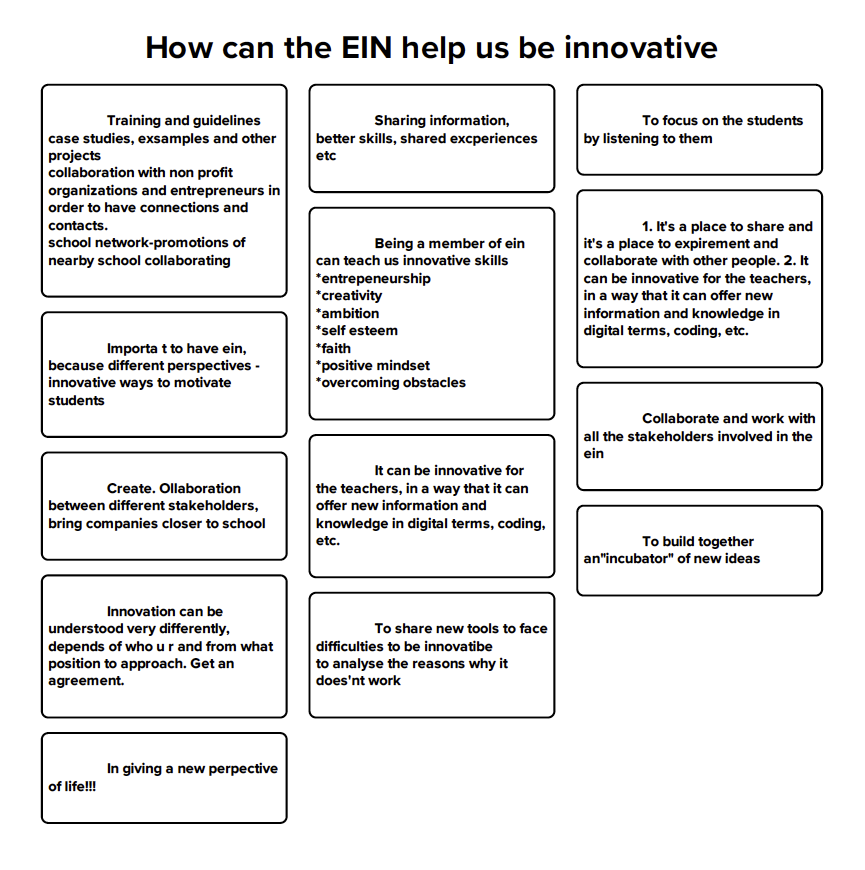 How can the EIN help us be innovative
Training and guidelines
case studies, exsamples and other
projects
collaboration with non profit
organizations and entrepreneurs in
order to have connections and
contacts.
school network-promotions of
nearby school collaborating
Importa t to have ein,
because different perspectives -
innovative ways to motivate
students
Create. Ollaboration
between different stakeholders,
bring companies closer to school
Innovation can be
understood very differently,
depends of who u r and from what
position to approach. Get an
agreement.
In giving a new perpective
of life!!!
Sharing information,
better skills, shared excperiences
etc
Being a member of ein
can teach us innovative skills
*entrepeneurship
*creativity
*ambition
*self esteem
*faith
*positive mindset
*overcoming obstacles
It can be innovative for
the teachers, in a way that it can
offer new information and
knowledge in digital terms, coding,
etc.
To share new tools to face
difficulties to be innovatibe
to analyse the reasons why it
does'nt work
To focus on the students
by listening to them
1. It's a place to share and
it's a place to expirement and
collaborate with other people. 2. It
can be innovative for the teachers,
in a way that it can offer new
information and knowledge in
digital terms, coding, etc.
Collaborate and work with
all the stakeholders involved in the
ein
To build together
an"incubator" of new ideas